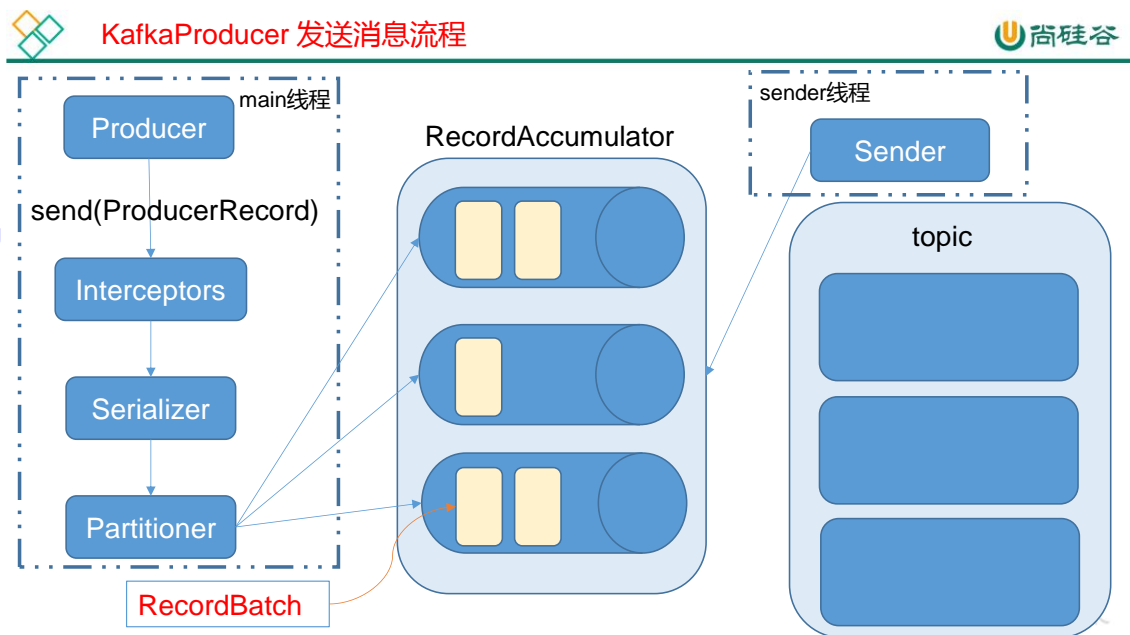 KafkaProducer 发送消息流程
尚硅谷
main线程
Producer
send(ProducerRecord)
Interceptors
Serializer
Partitioner
RecordBatch
RecordAccumulator
sender线程
Sender
topic